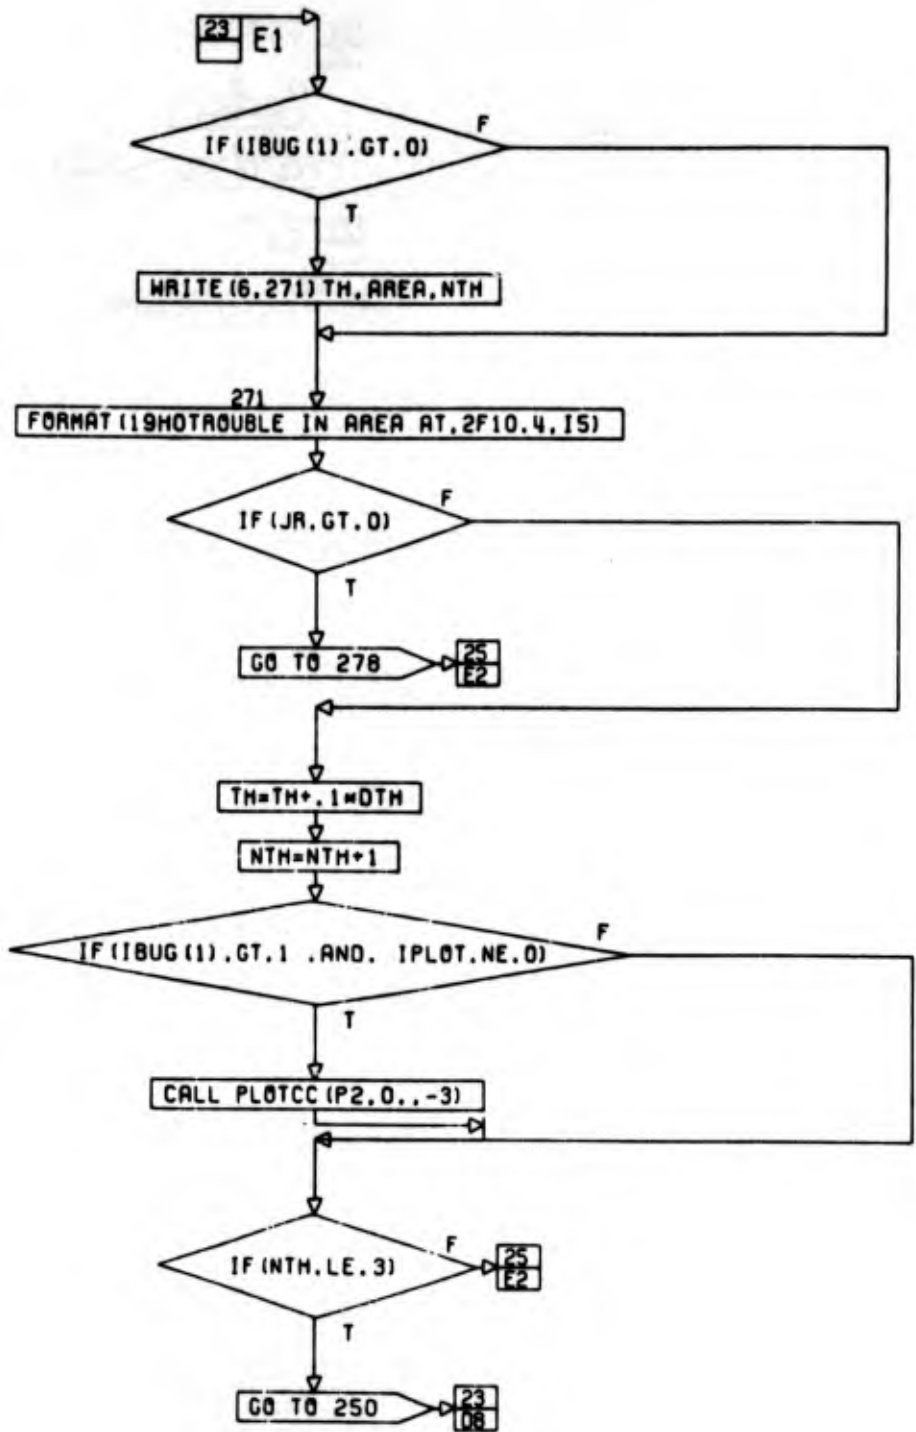 23
E1
IF(IBUG(1).GT.0)
F
T
WRITE(6,271)TH,AREA,NTH
271
FORMAT(19H0TROUBLE IN AREA AT,2F10.4,I5)
IF(JR.GT.0)
F
T
GO TO 278
25
E2
TH=TH+.1*DTH
NTH=NTH+1
IF(IBUG(1).GT.1 .AND. IPLOT.NE.0)
F
T
CALL PLOTCC(P2,0.,-3)
IF(NTH.LE.3)
F
25
E2
T
GO TO 250
23
D8